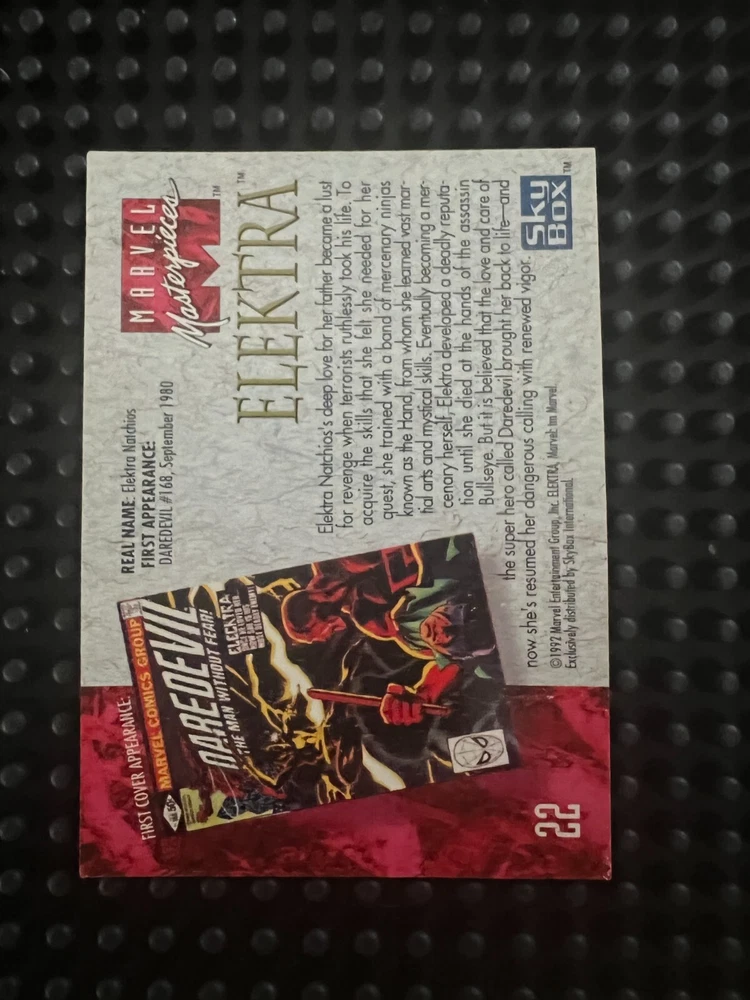 MARVEL
Masterpieces™
REAL NAME: Elektra Natchios
FIRST APPEARANCE:
DAREDEVIL #168, September 1980
ELEKTRA™
FIRST COVER APPEARANCE:
MARVEL COMICS GROUP
50¢
DAREDEVIL
THE MAN WITHOUT FEAR!
ELEKTRA
Elektra Natchios's deep love for her father became a lust
for revenge when terrorists ruthlessly took his life. To
acquire the skills that she felt she needed for her
quest, she trained with a band of mercenary ninjas
known as the Hand, from whom she learned vast mar-
tial arts and mystical skills. Eventually becoming a mer-
cenary herself, Elektra developed a deadly reputa-
tion until she died at the hands of the assassin
Bullseye. But it is believed that the love and care of
the super hero called Daredevil brought her back to life—and
now she's resumed her dangerous calling with renewed vigor.
©1992 Marvel Entertainment Group, Inc. ELEKTRA, Marvel: tm Marvel.
Exclusively distributed by SkyBox International.
SkyBox™
22